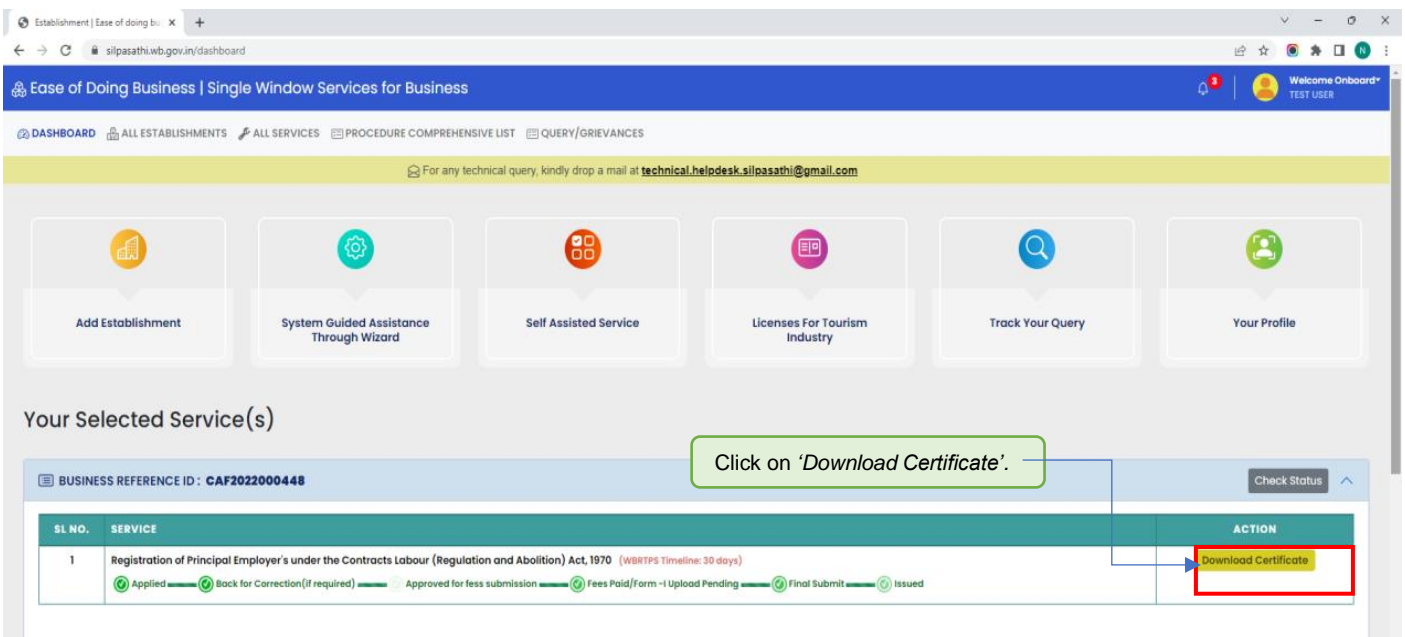 Establishment | Ease of doing bu
silpasathi.wb.gov.in/dashboard
N
Ease of Doing Business | Single Window Services for Business
3
Welcome Onboard
TEST USER
DASHBOARD ALL ESTABLISHMENTS ALL SERVICES PROCEDURE COMPREHENSIVE LIST QUERY/GRIEVANCES
For any technical query, kindly drop a mail at technical.helpdesk.silpasathi@gmail.com
Add Establishment
System Guided Assistance
Through Wizard
Self Assisted Service
Licenses For Tourism
Industry
Track Your Query
Your Profile
Your Selected Service(s)
Click on ‘Download Certificate’.
BUSINESS REFERENCE ID : CAF2022000448
Check Status
SL NO. SERVICE ACTION
1 Registration of Principal Employer's under the Contracts Labour (Regulation and Abolition) Act, 1970 (WBRTPS Timeline: 30 days) Download Certificate
Applied Back for Correction(if required) Approved for fess submission Fees Paid/Form -I Upload Pending Final Submit Issued